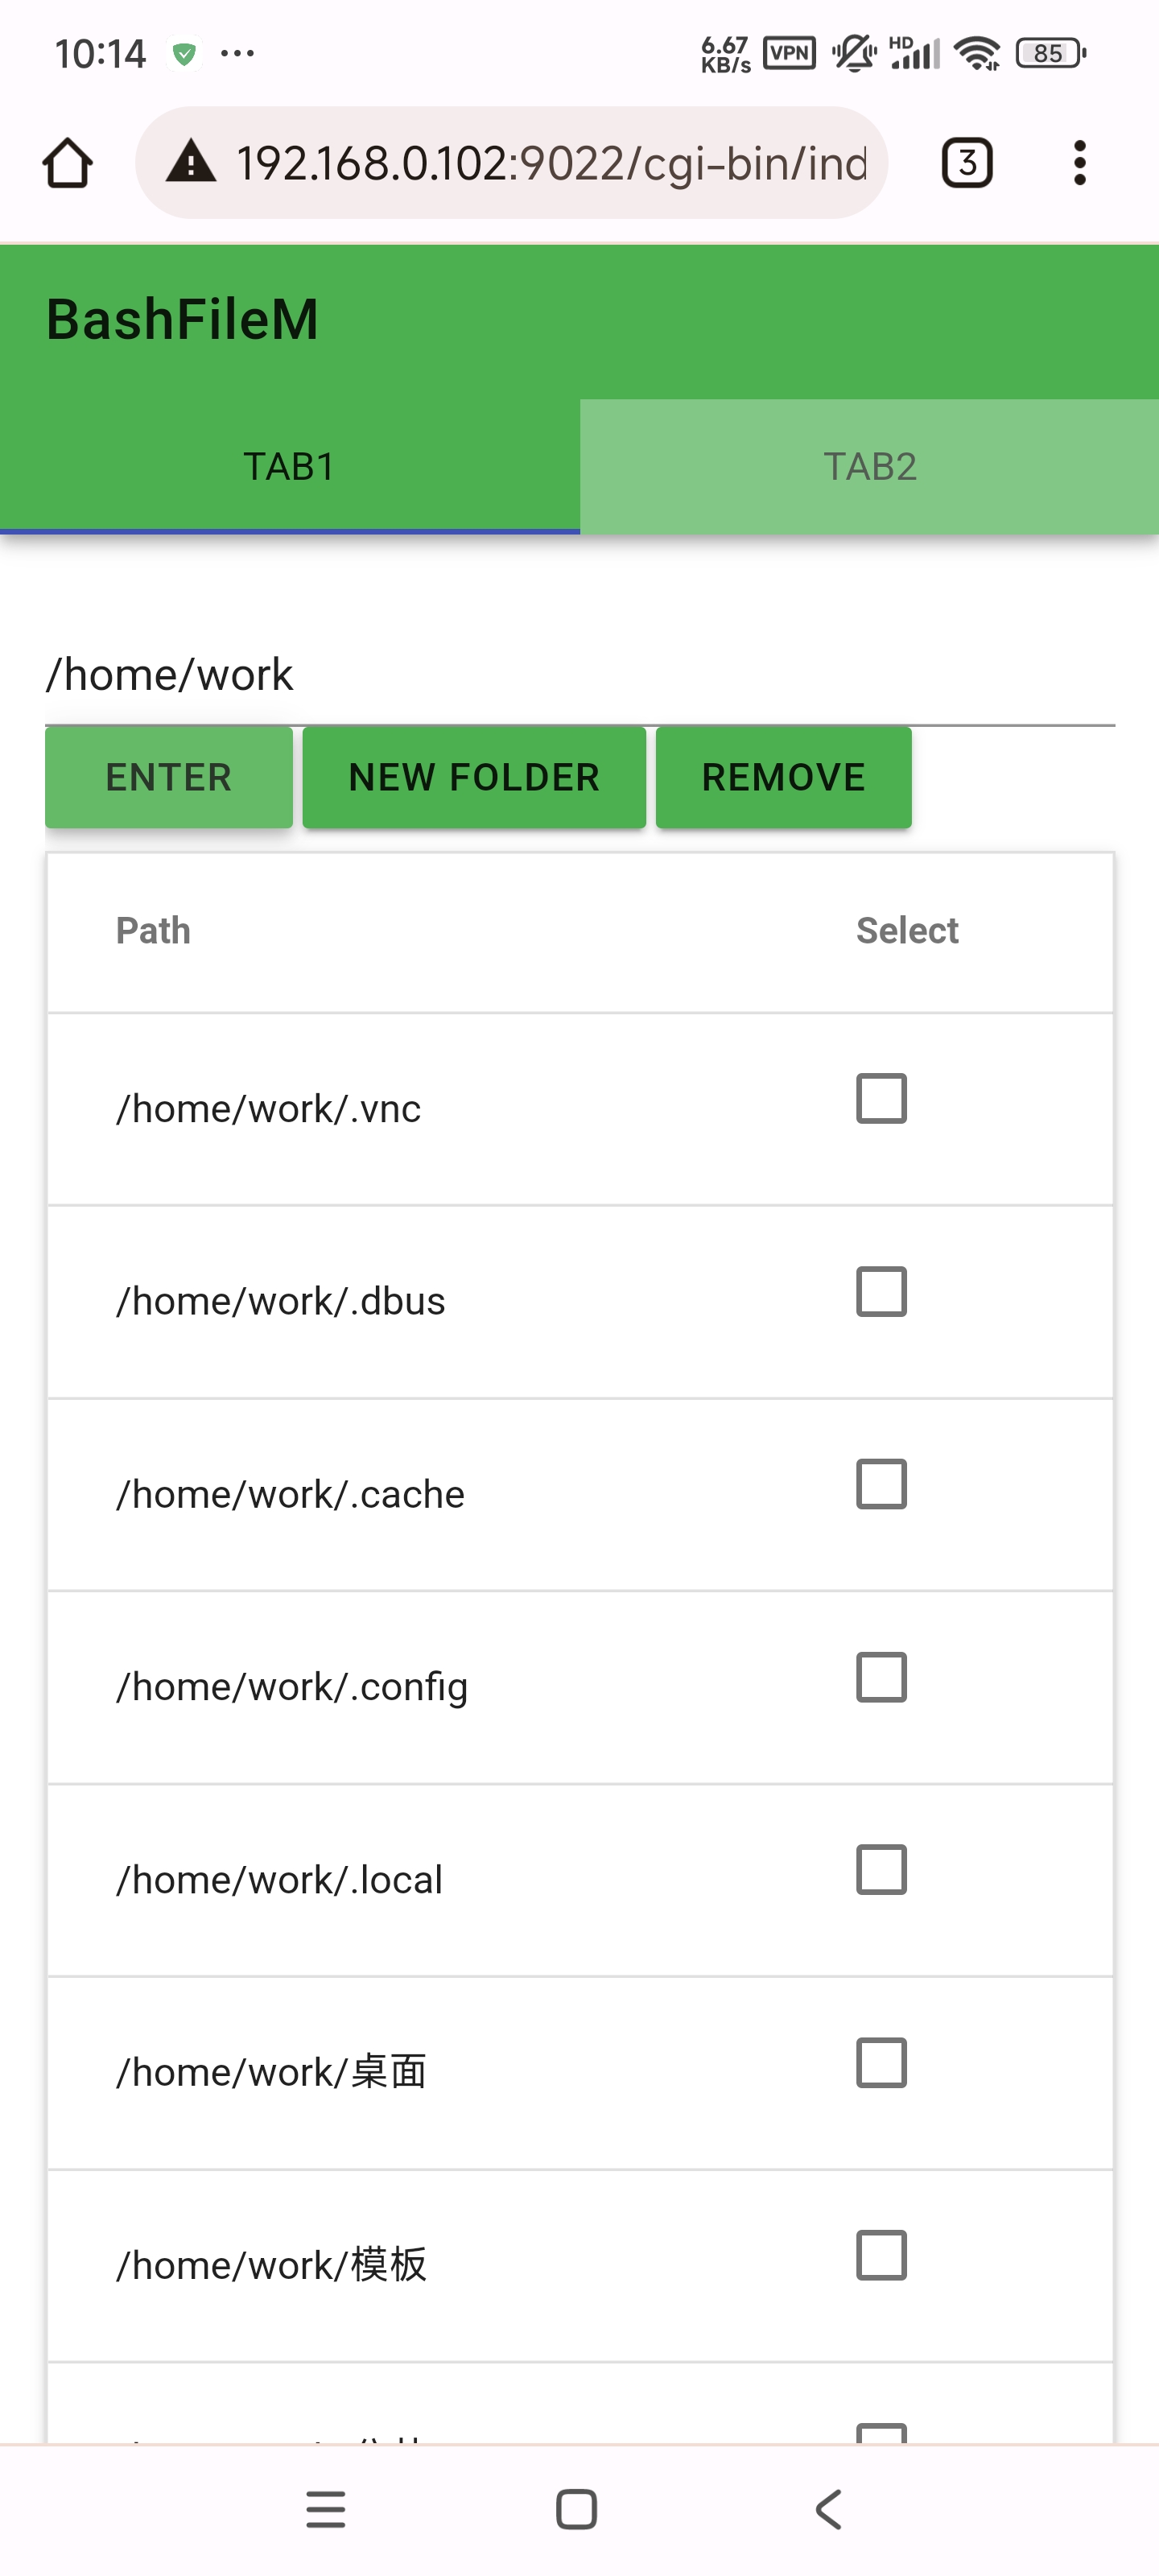 10:14 ... 6.67 KB/s VPN HD 85
192.168.0.102:9022/cgi-bin/ind 3
BashFileM
TAB1 TAB2
/home/work
ENTER NEW FOLDER REMOVE
Path Select
/home/work/.vnc
/home/work/.dbus
/home/work/.cache
/home/work/.config
/home/work/.local
/home/work/桌面
/home/work/模板